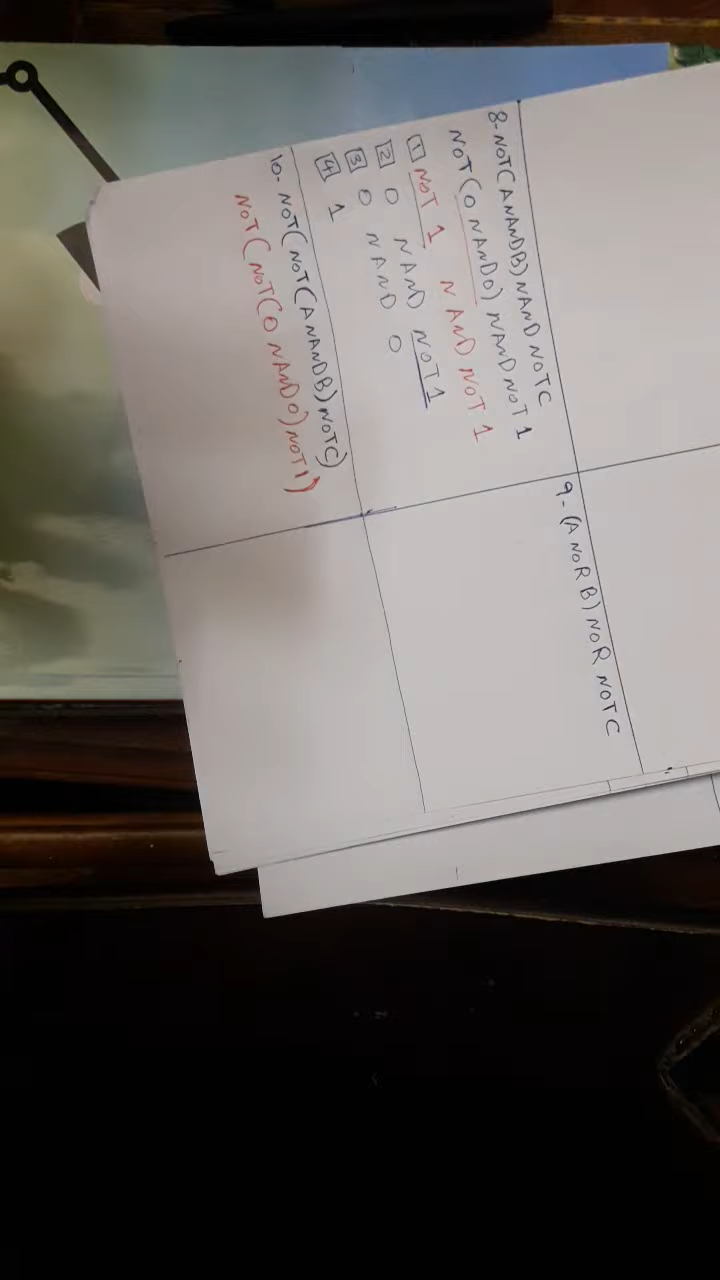 8- NOT(A NAND B) NAND NOT C
NOT(0 NAND 0) NAND NOT 1
1 NOT 1 NAND NOT 1
2 0 NAND NOT 1
3 0 NAND 0
4 1
9- (A NOR B) NOR NOT C
10- NOT(NOT(A NAND B) NOT C)
NOT(NOT(0 NAND 0) NOT 1)